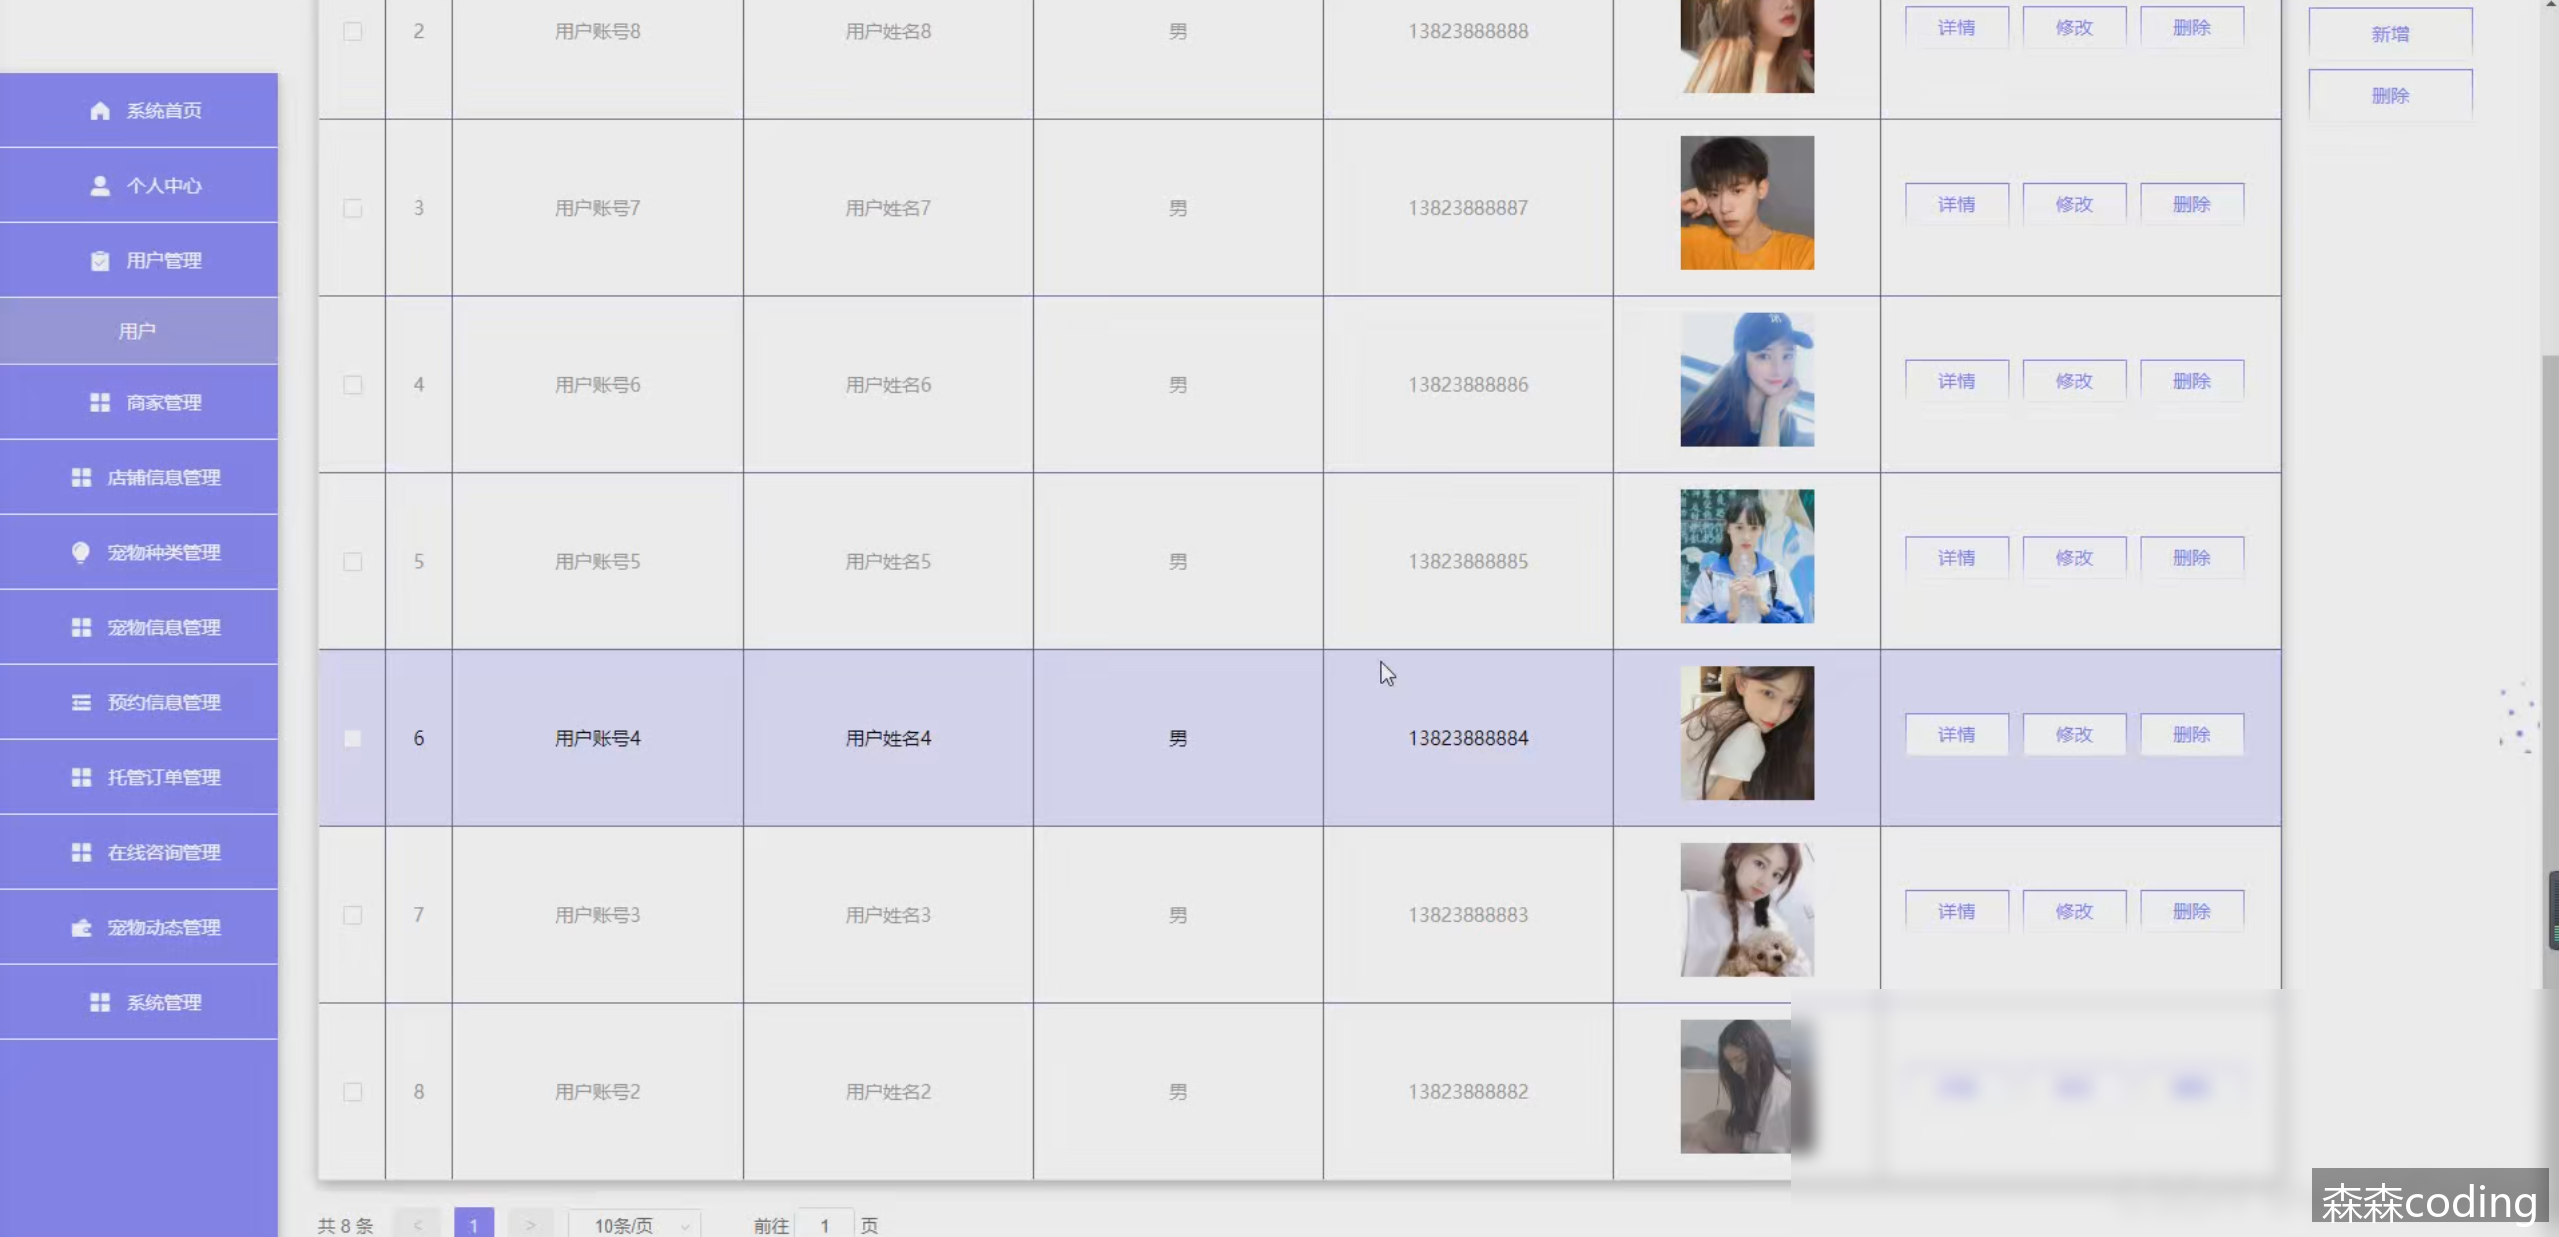 系统首页
个人中心
用户管理
用户
商家管理
店铺信息管理
宠物种类管理
宠物信息管理
预约信息管理
托管订单管理
在线咨询管理
宠物动态管理
系统管理
2 用户账号8 用户姓名8 男 13823888888 详情 修改 删除
3 用户账号7 用户姓名7 男 13823888887 详情 修改 删除
4 用户账号6 用户姓名6 男 13823888886 详情 修改 删除
5 用户账号5 用户姓名5 男 13823888885 详情 修改 删除
6 用户账号4 用户姓名4 男 13823888884 详情 修改 删除
7 用户账号3 用户姓名3 男 13823888883 详情 修改 删除
8 用户账号2 用户姓名2 男 13823888882
新增
删除
共 8 条 < 1 > 10条/页 前往 1 页
森森coding